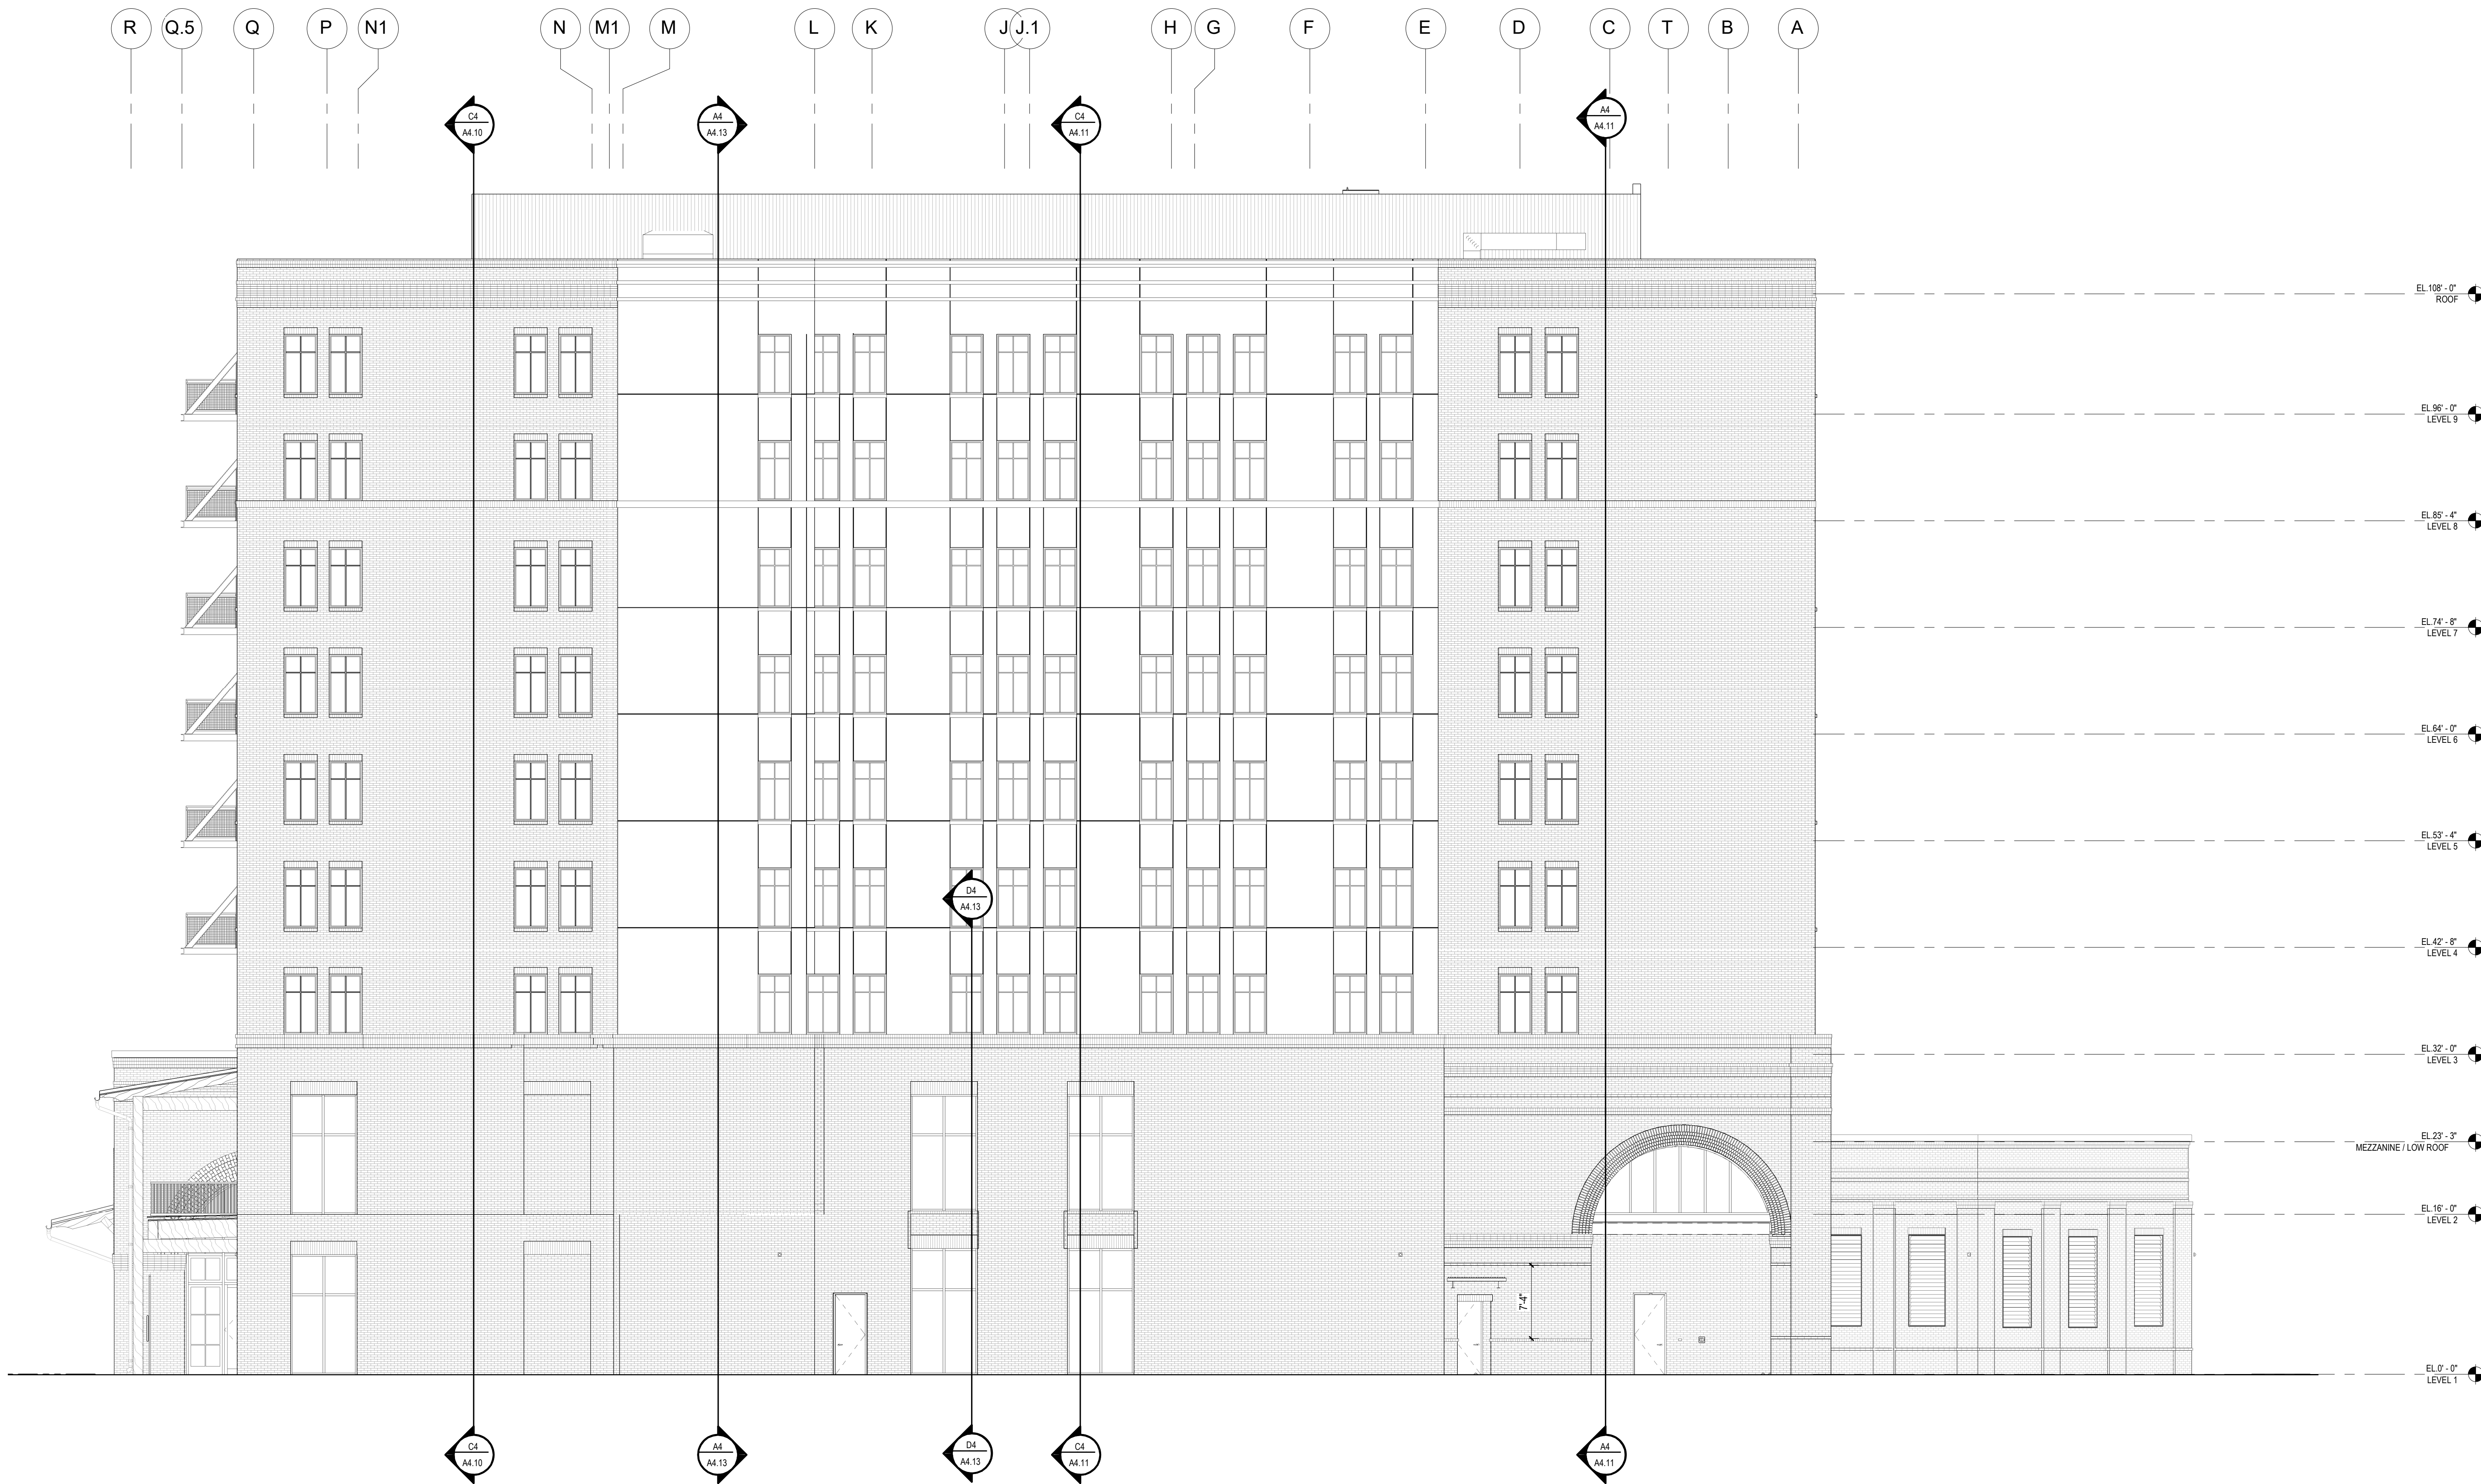 R Q.5 Q P N1 N M1 M L K J J.1 H G F E D C T B A
A4
A4.11
C4
A4.10
A4
A4.13
C4
A4.11
EL.108' - 0"
ROOF
EL.96' - 0"
LEVEL 9
EL.85' - 4"
LEVEL 8
EL.74' - 8"
LEVEL 7
EL.64' - 0"
LEVEL 6
EL.53' - 4"
LEVEL 5
D4
A4.13
EL.42' - 8"
LEVEL 4
EL.32' - 0"
LEVEL 3
EL.23' - 3"
MEZZANINE / LOW ROOF
EL.16' - 0"
LEVEL 2
7'-4"
EL.0' - 0"
LEVEL 1
C4
A4.10
A4
A4.13
D4
A4.13
C4
A4.11
A4
A4.11